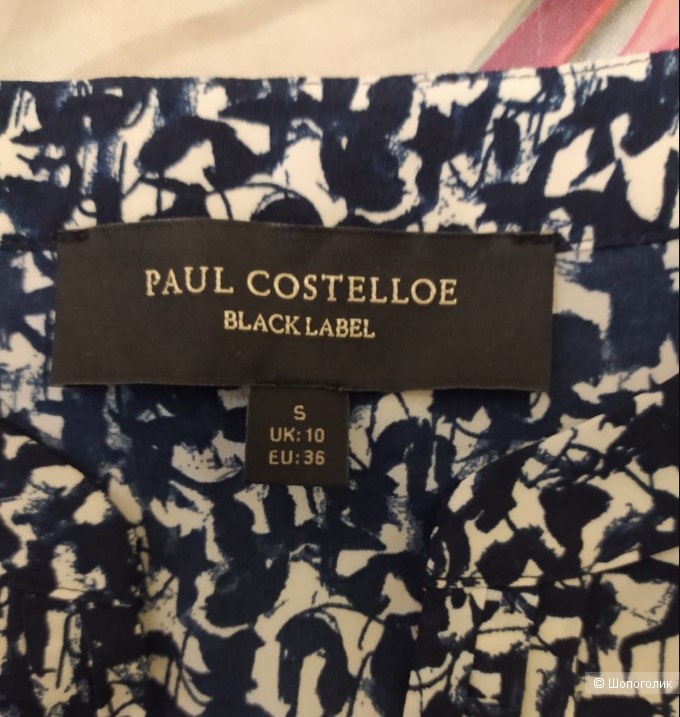 PAUL COSTELLOE
BLACK LABEL
S
UK: 10
EU: 36
© Шопоголик